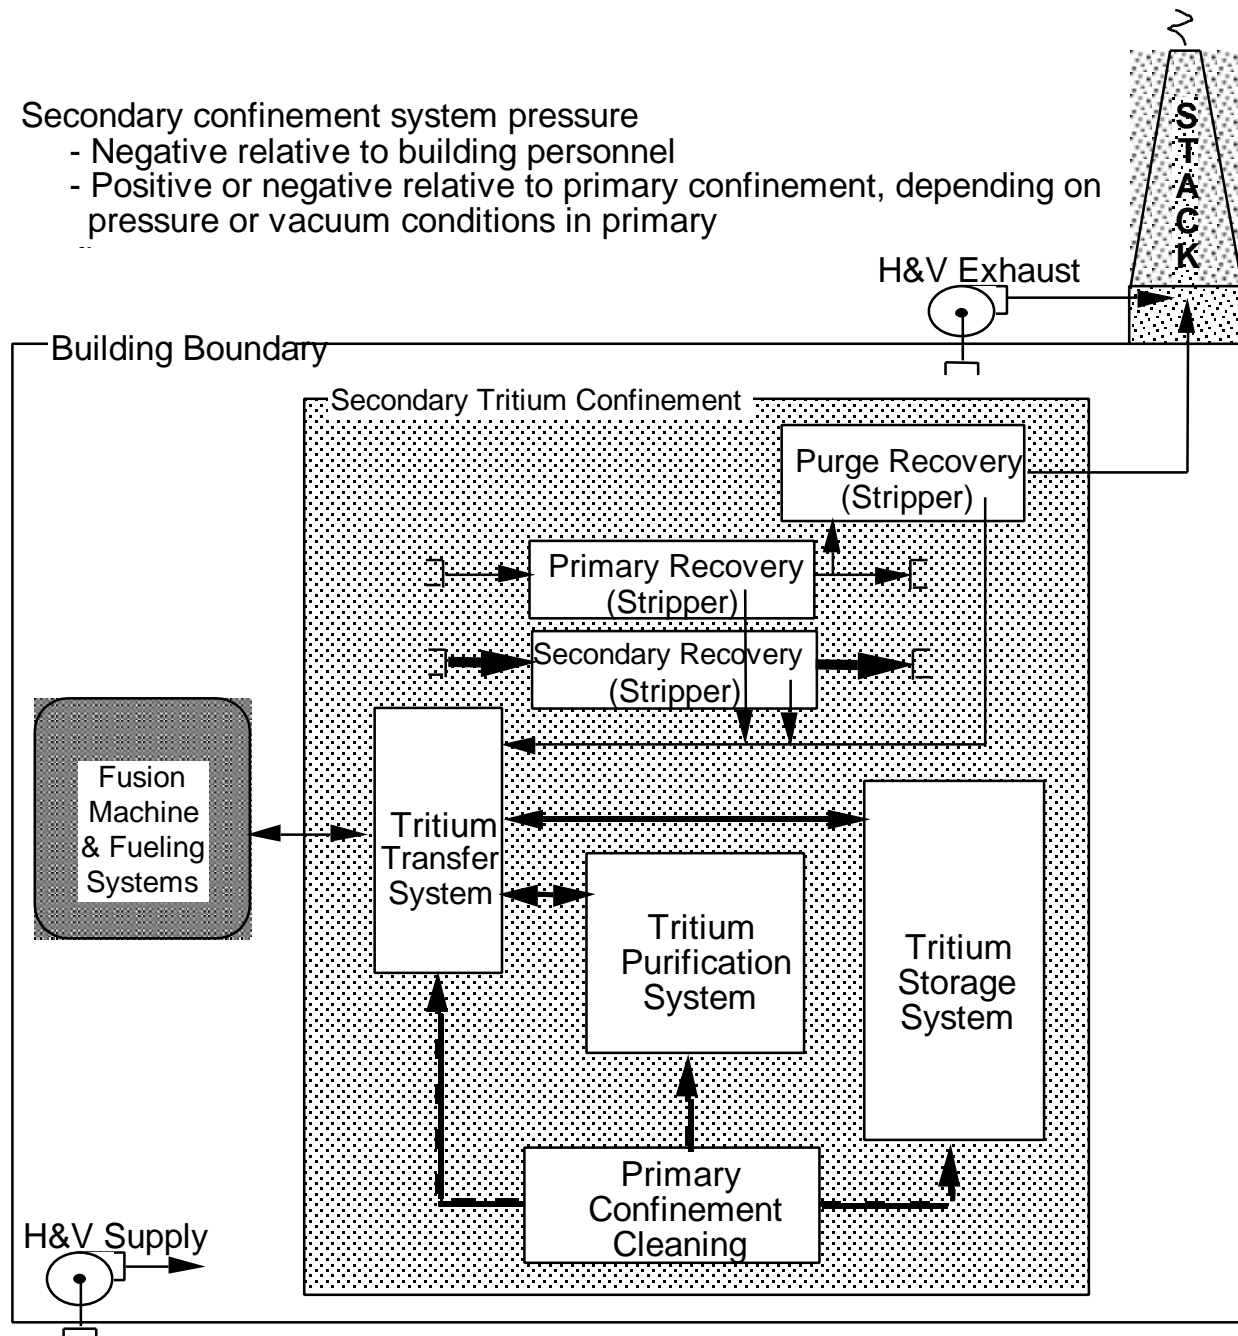 Secondary confinement system pressure
- Negative relative to building personnel
- Positive or negative relative to primary confinement, depending on
pressure or vacuum conditions in primary
S
T
A
C
K
H&V Exhaust
Building Boundary
Secondary Tritium Confinement
Purge Recovery
(Stripper)
Primary Recovery
(Stripper)
Secondary Recovery
(Stripper)
Fusion
Machine
& Fueling
Systems
Tritium
Transfer
System
Tritium
Purification
System
Tritium
Storage
System
Primary
Confinement
Cleaning
H&V Supply